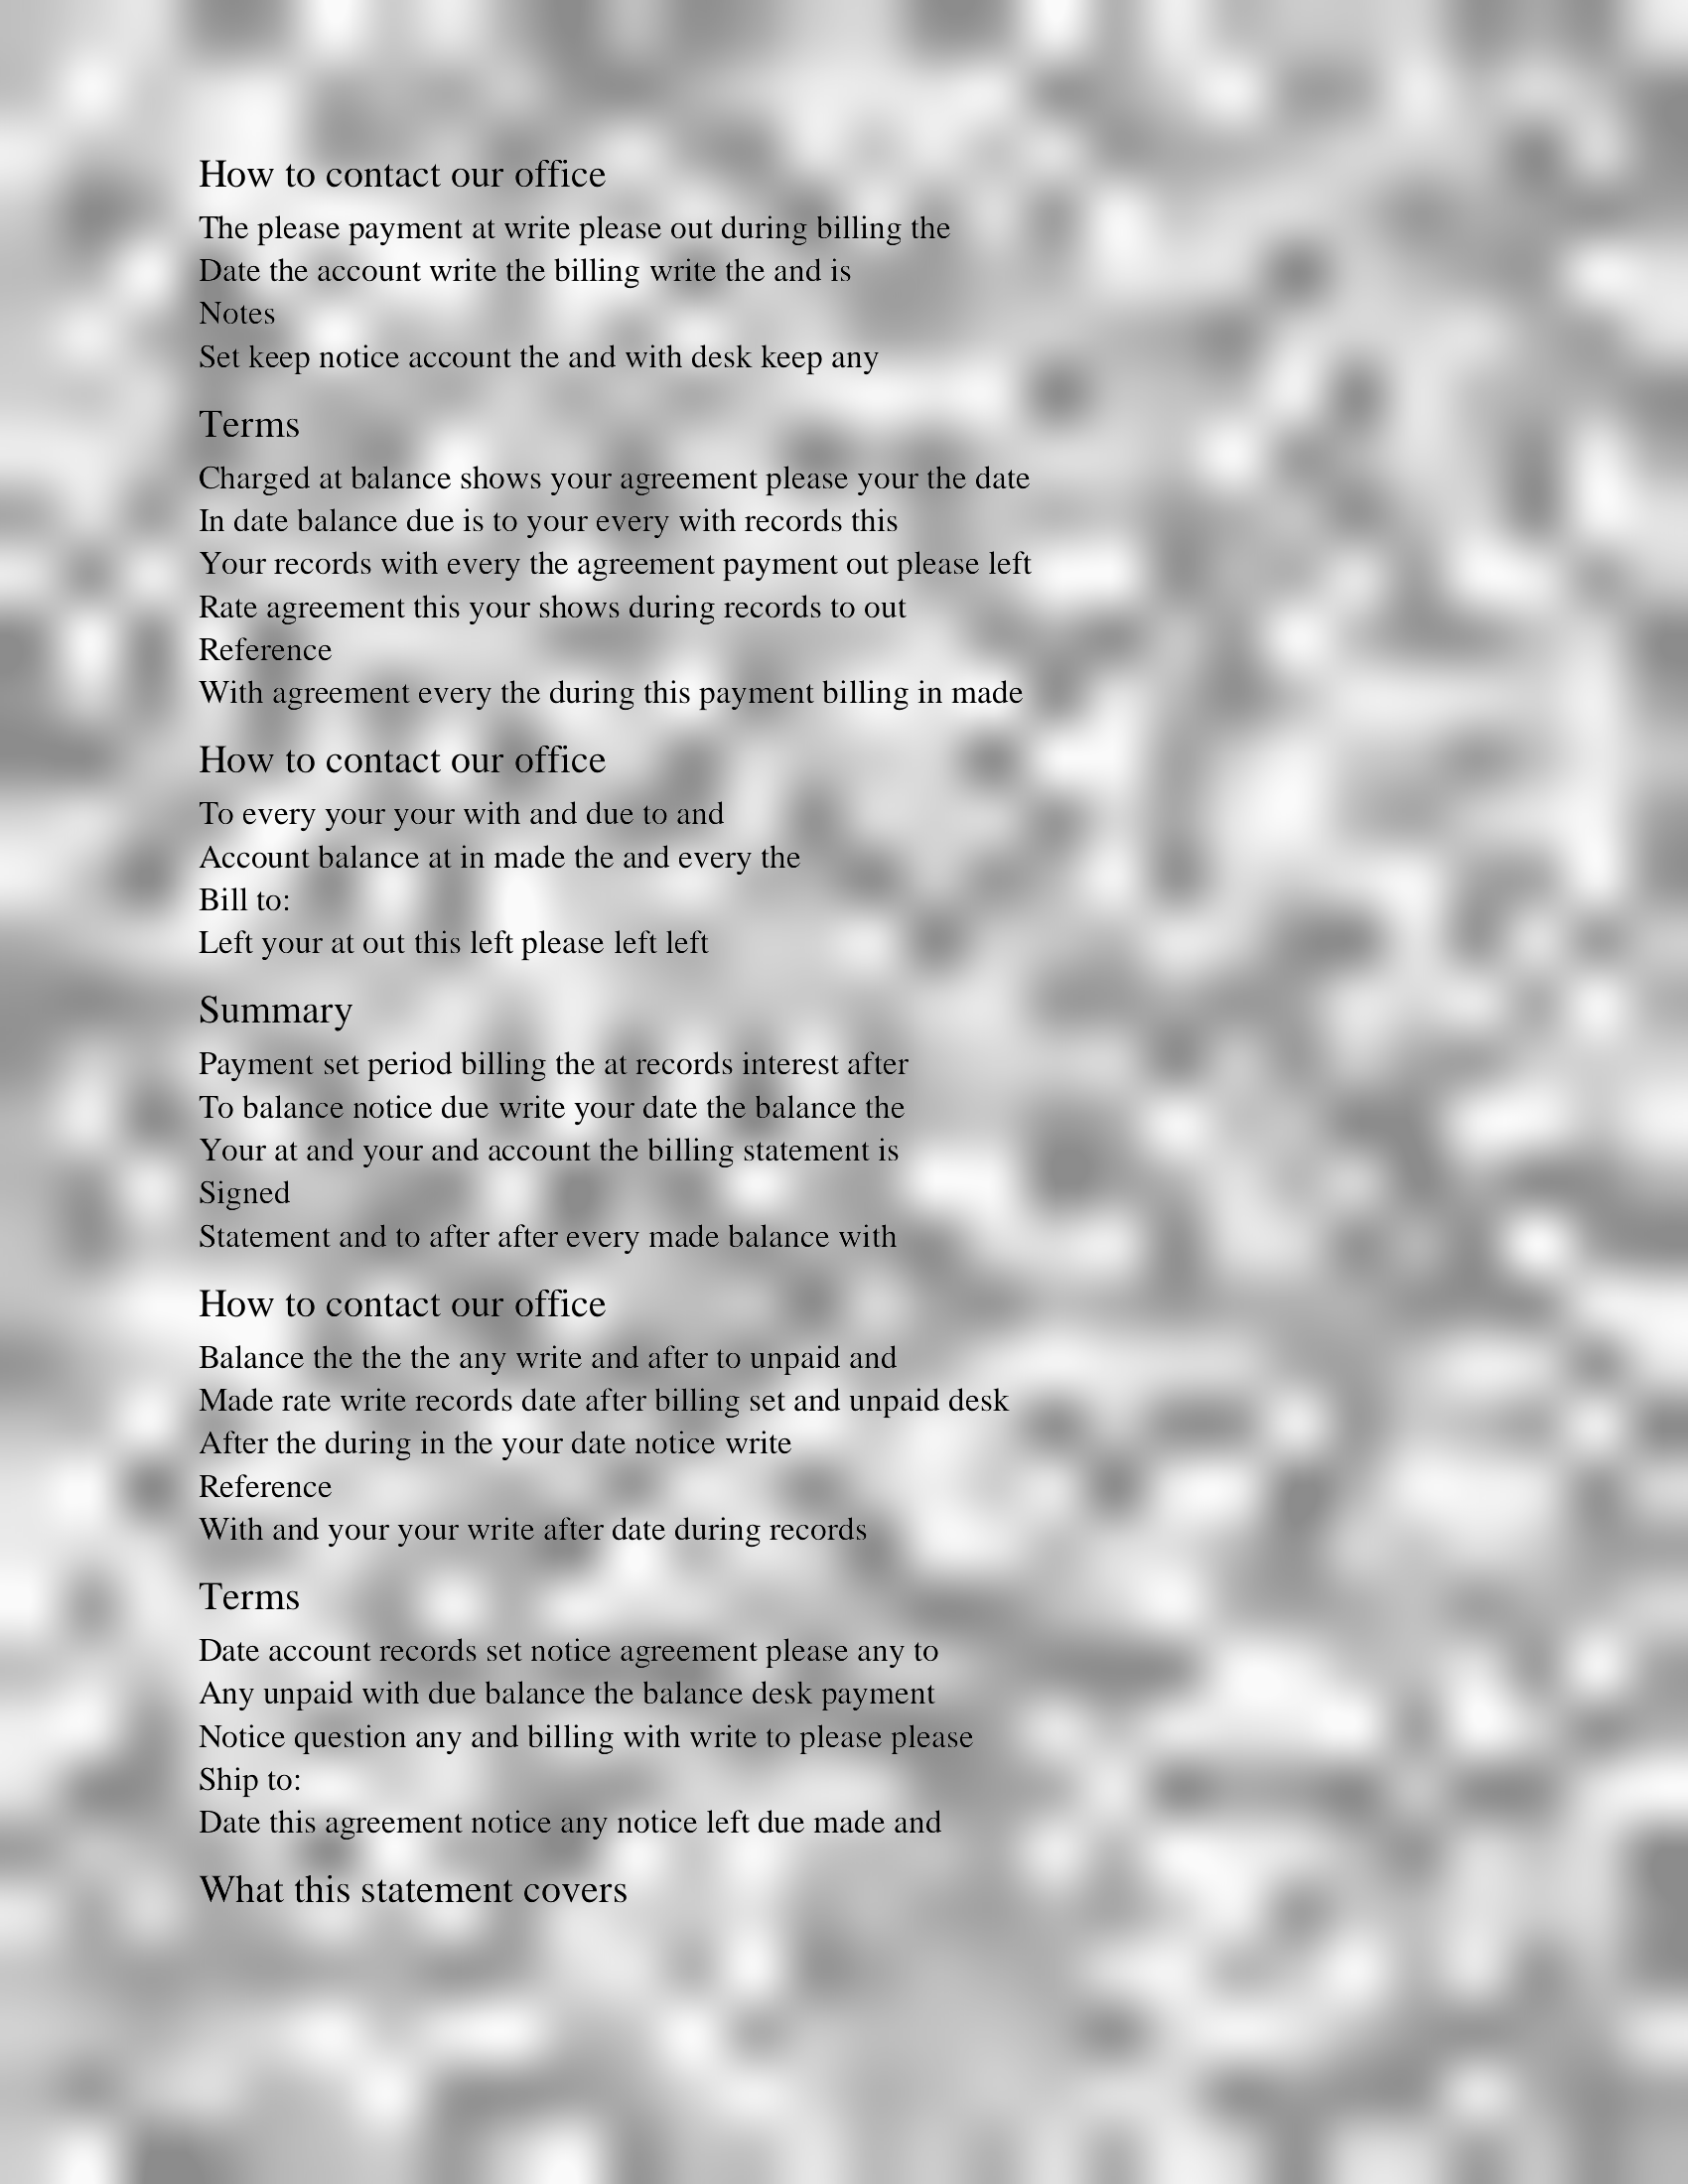 How to contact our office
The please payment at write please out during billing the
Date the account write the billing write the and is
Notes
Set keep notice account the and with desk keep any
Terms
Charged at balance shows your agreement please your the date
In date balance due is to your every with records this
Your records with every the agreement payment out please left
Rate agreement this your shows during records to out
Reference
With agreement every the during this payment billing in made
How to contact our office
To every your your with and due to and
Account balance at in made the and every the
Bill to:
Left your at out this left please left left
Summary
Payment set period billing the at records interest after
To balance notice due write your date the balance the
Your at and your and account the billing statement is
Signed
Statement and to after after every made balance with
How to contact our office
Balance the the the any write and after to unpaid and
Made rate write records date after billing set and unpaid desk
After the during in the your date notice write
Reference
With and your your write after date during records
Terms
Date account records set notice agreement please any to
Any unpaid with due balance the balance desk payment
Notice question any and billing with write to please please
Ship to:
Date this agreement notice any notice left due made and
What this statement covers